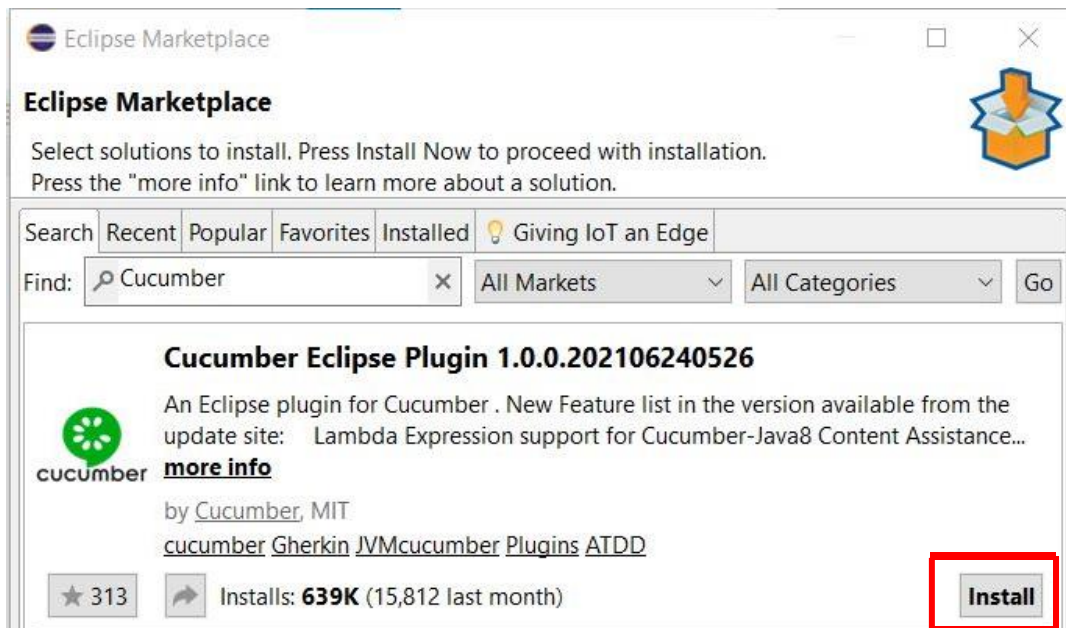 Eclipse Marketplace
Eclipse Marketplace
Select solutions to install. Press Install Now to proceed with installation.
Press the "more info" link to learn more about a solution.
Search Recent Popular Favorites Installed Giving IoT an Edge
Find: Cucumber All Markets All Categories Go
Cucumber Eclipse Plugin 1.0.0.202106240526
An Eclipse plugin for Cucumber . New Feature list in the version available from the
update site: Lambda Expression support for Cucumber-Java8 Content Assistance...
cucumber more info
by Cucumber, MIT
cucumber Gherkin JVMcucumber Plugins ATDD
313 Installs: 639K (15,812 last month) Install